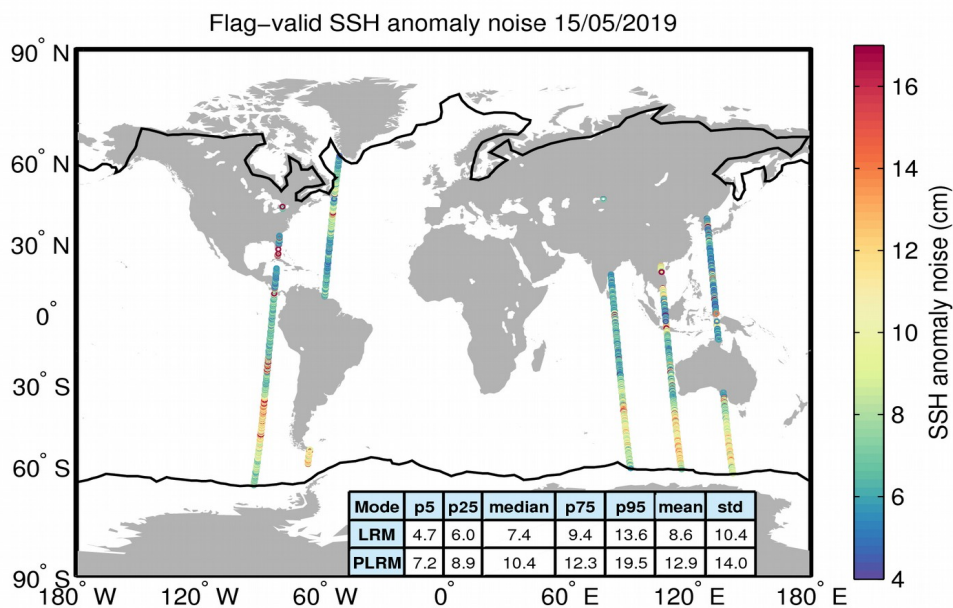 Flag−valid SSH anomaly noise 15/05/2019
90° N
60° N
30° N
0°
30° S
60° S
90° S
180° W
120° W
60° W
0°
60° E
120° E
180° E
16
14
12
10
8
6
4
SSH anomaly noise (cm)
Mode p5 p25 median p75 p95 mean std
LRM 4.7 6.0 7.4 9.4 13.6 8.6 10.4
PLRM 7.2 8.9 10.4 12.3 19.5 12.9 14.0